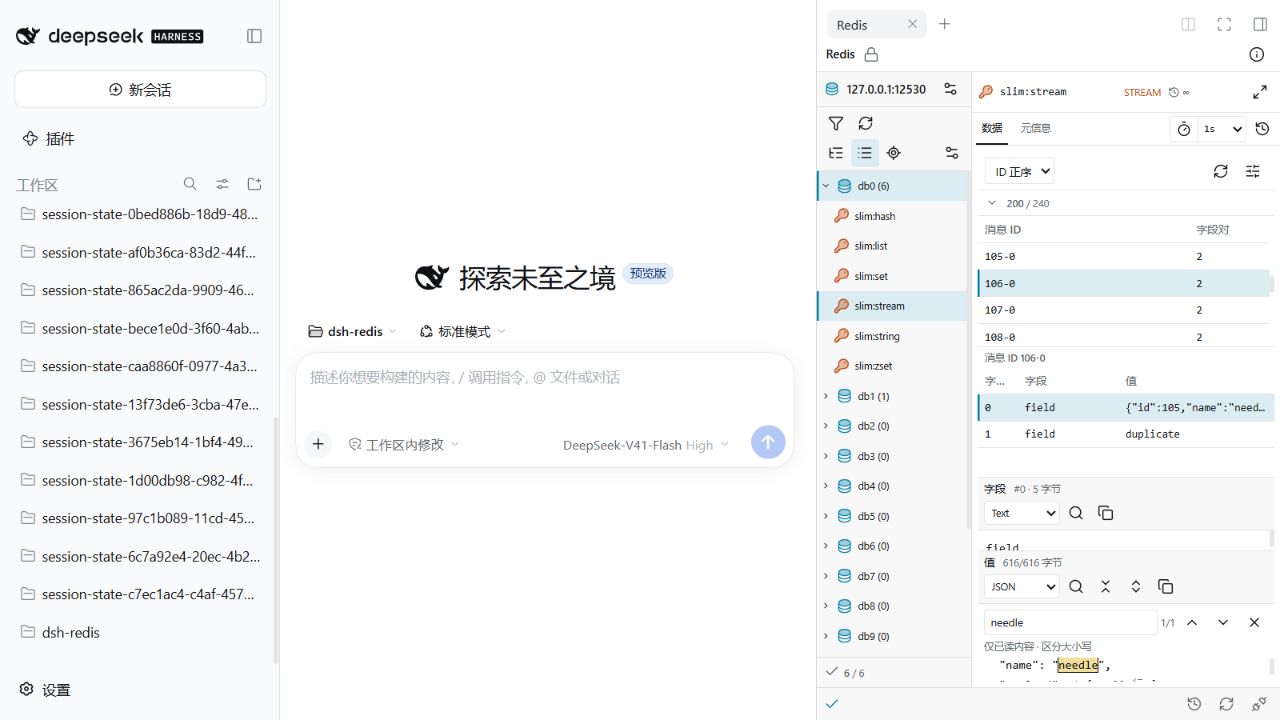 deepseek HARNESS
新会话
插件
工作区
session-state-0bed886b-18d9-48...
session-state-af0b36ca-83d2-44f...
session-state-865ac2da-9909-46...
session-state-bece1e0d-3f60-4ab...
session-state-caa8860f-0977-4a3...
session-state-13f73de6-3cba-47e...
session-state-3675eb14-1bf4-49...
session-state-1d00db98-c982-4f...
session-state-97c1b089-11cd-45...
session-state-6c7a92e4-20ec-4b2...
session-state-c7ec1ac4-c4af-457...
dsh-redis
设置
探索未至之境 预览版
dsh-redis 标准模式
描述你想要构建的内容, / 调用指令, @ 文件或对话
工作区内修改 DeepSeek-V41-Flash High
Redis
Redis
127.0.0.1:12530
db0 (6)
slim:hash
slim:list
slim:set
slim:stream
slim:string
slim:zset
db1 (1)
db2 (0)
db3 (0)
db4 (0)
db5 (0)
db6 (0)
db7 (0)
db8 (0)
db9 (0)
6 / 6
slim:stream STREAM ∞
数据 元信息 1s
ID 正序
200 / 240
消息 ID 字段对
105-0 2
106-0 2
107-0 2
108-0 2
消息 ID 106-0
字... 字段 值
0 field {"id":105,"name":"need...
1 field duplicate
字段 #0 · 5 字节
Text
field
值 616/616 字节
JSON
needle 1/1
仅已读内容 · 区分大小写
"name": "needle",